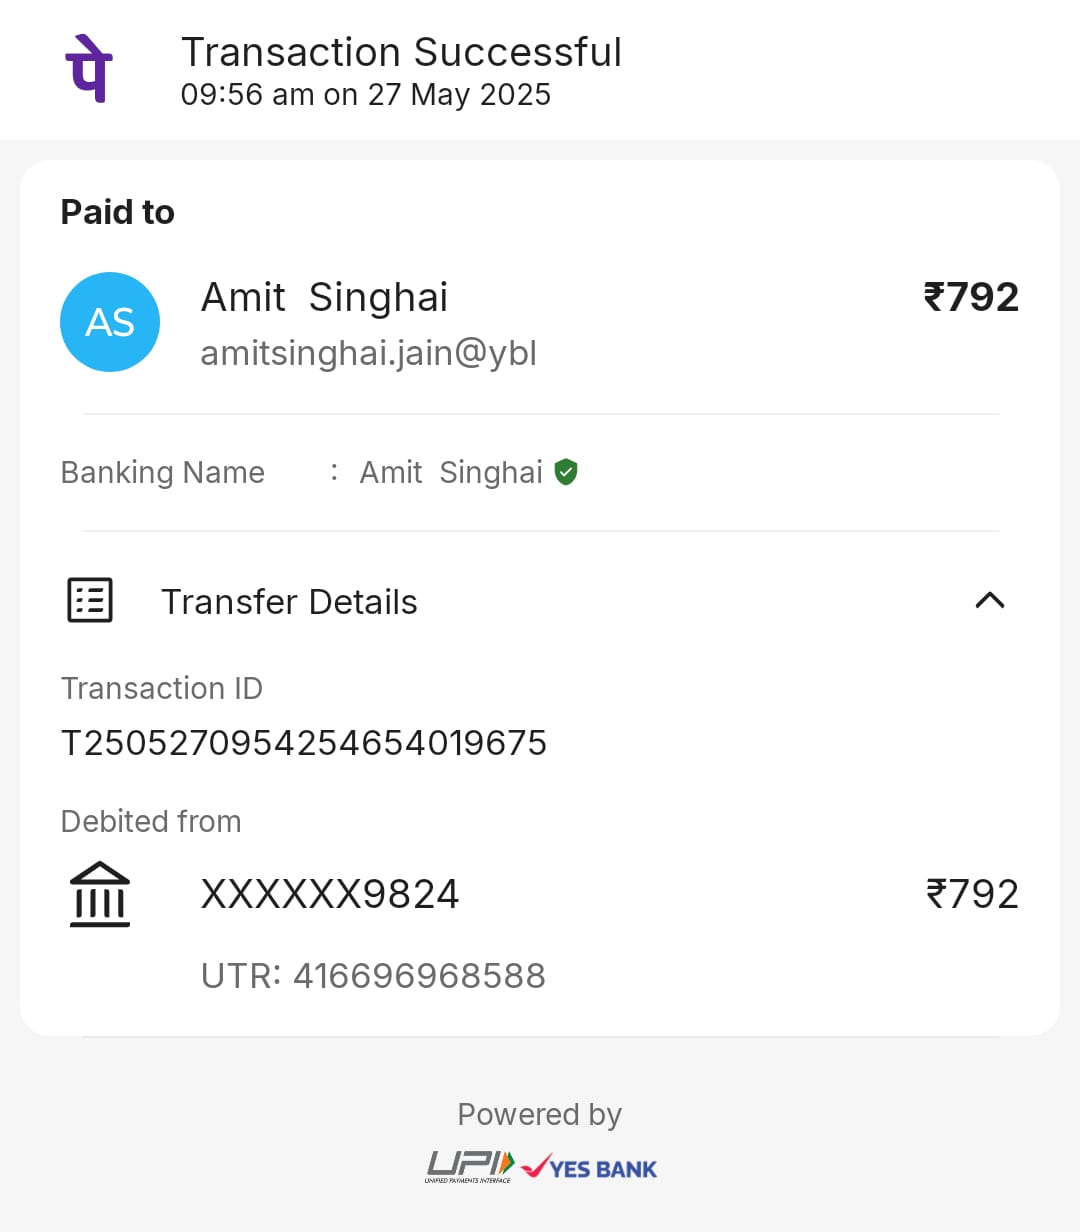 पे
Transaction Successful
09:56 am on 27 May 2025
Paid to
AS
Amit  Singhai
₹792
amitsinghai.jain@ybl
Banking Name : Amit  Singhai
Transfer Details
Transaction ID
T2505270954254654019675
Debited from
XXXXXX9824
₹792
UTR: 416696968588
Powered by
UPI
UNIFIED PAYMENTS INTERFACE
YES BANK